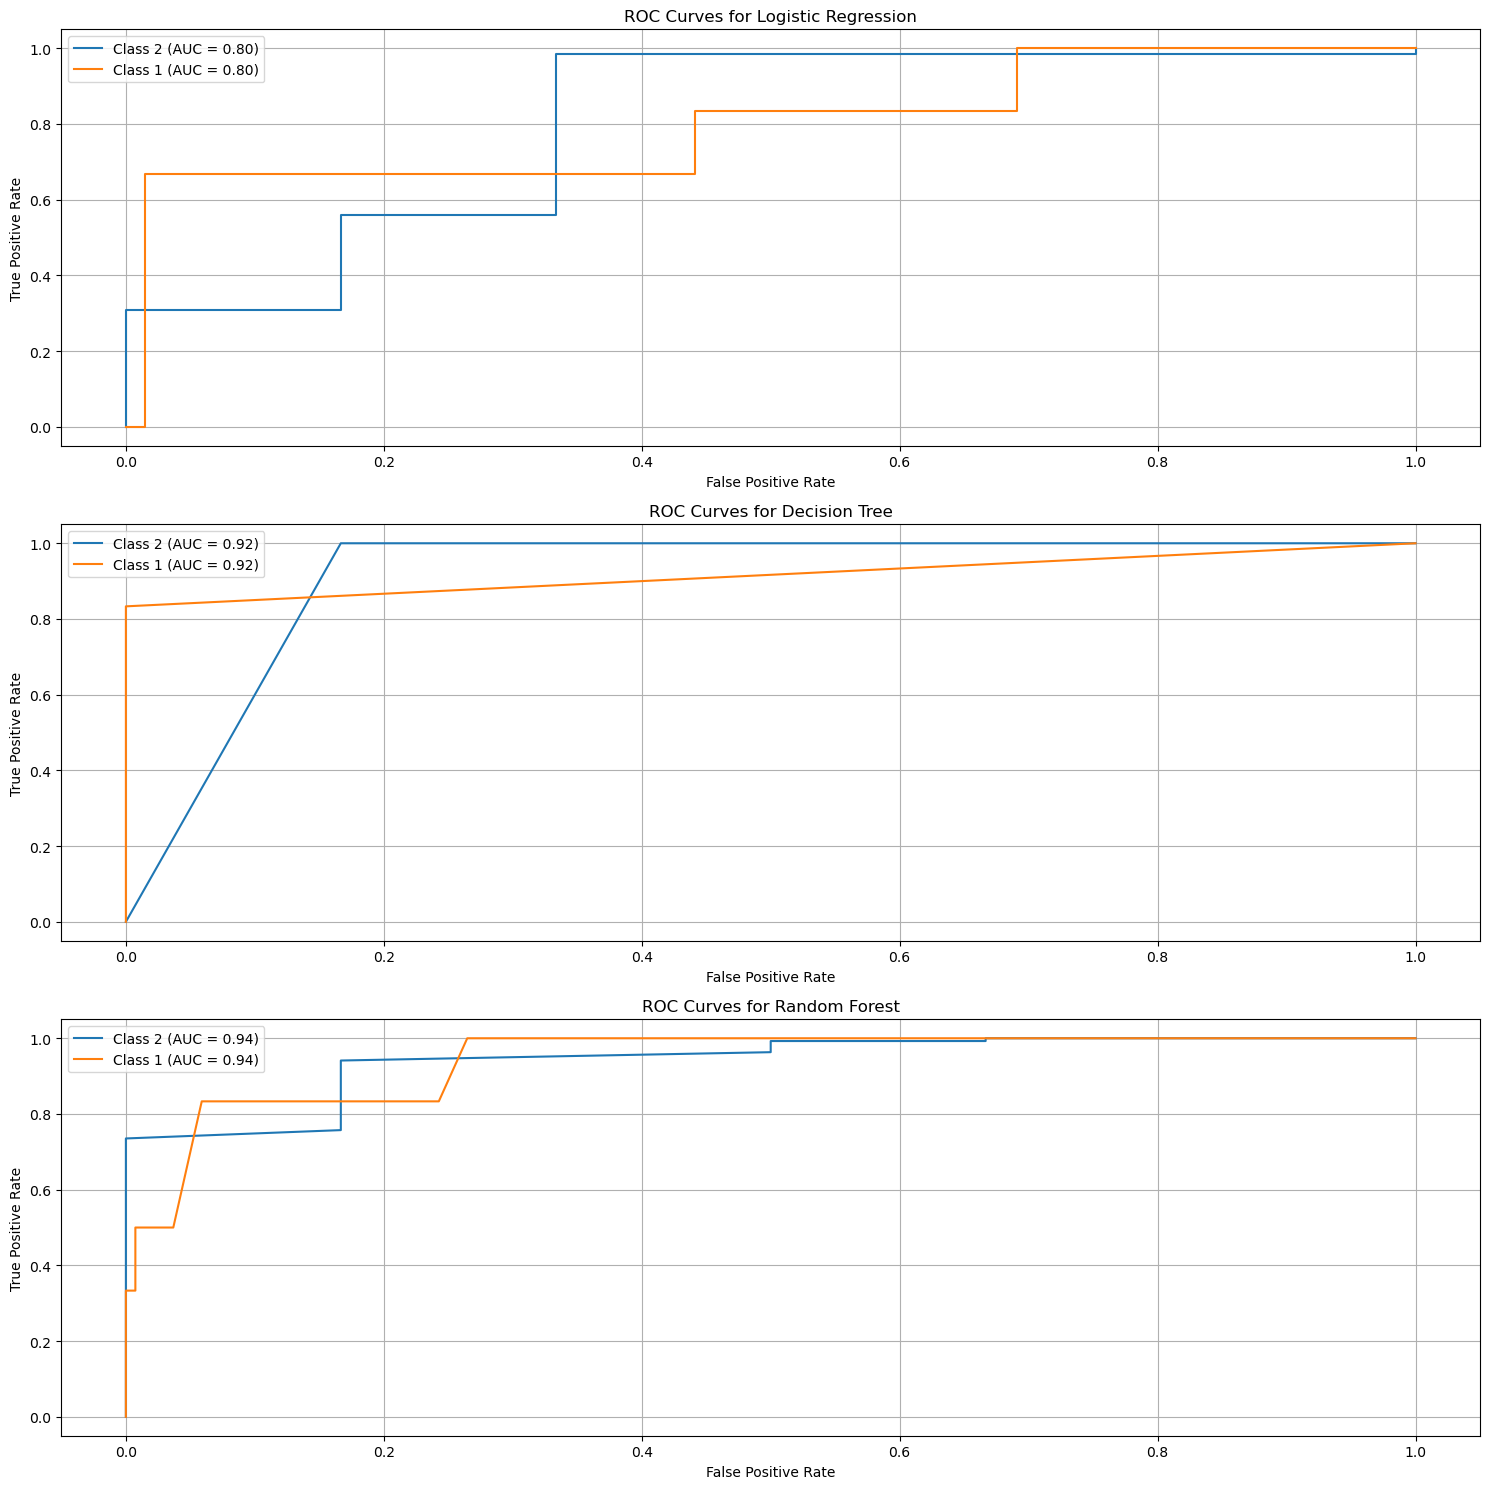 ROC Curves for Logistic Regression
Class 2 (AUC = 0.80)
Class 1 (AUC = 0.80)
1.0
0.8
0.6
0.4
0.2
0.0
True Positive Rate
0.0 0.2 0.4 0.6 0.8 1.0
False Positive Rate
ROC Curves for Decision Tree
Class 2 (AUC = 0.92)
Class 1 (AUC = 0.92)
1.0
0.8
0.6
0.4
0.2
0.0
True Positive Rate
0.0 0.2 0.4 0.6 0.8 1.0
False Positive Rate
ROC Curves for Random Forest
Class 2 (AUC = 0.94)
Class 1 (AUC = 0.94)
1.0
0.8
0.6
0.4
0.2
0.0
True Positive Rate
0.0 0.2 0.4 0.6 0.8 1.0
False Positive Rate